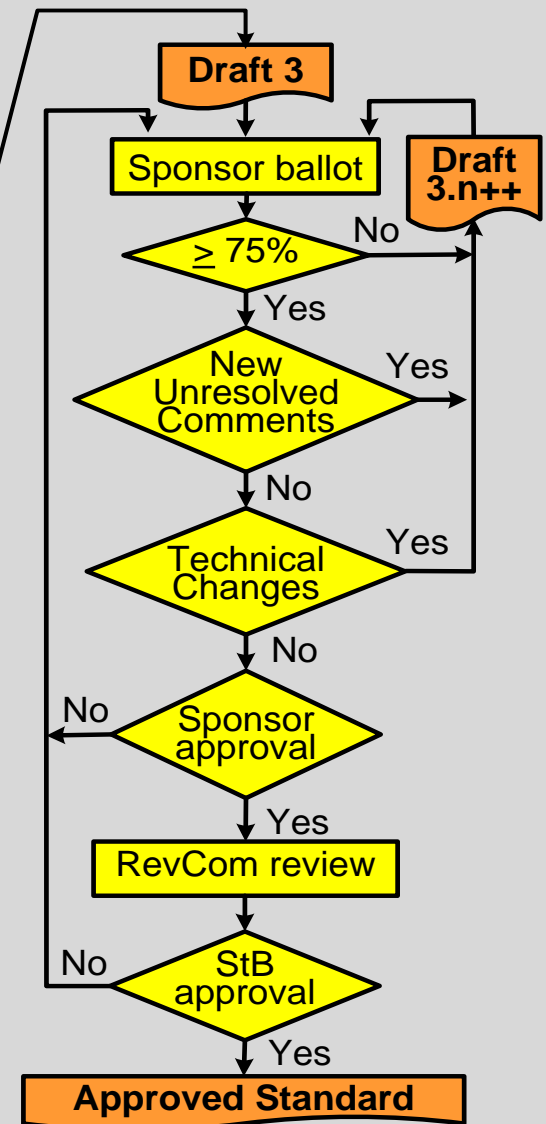 Draft 3
Sponsor ballot
Draft
3.n++
≥ 75%
No
Yes
New
Unresolved
Comments
Yes
No
Technical
Changes
Yes
No
Sponsor
approval
No
Yes
RevCom review
StB
approval
No
Yes
Approved Standard